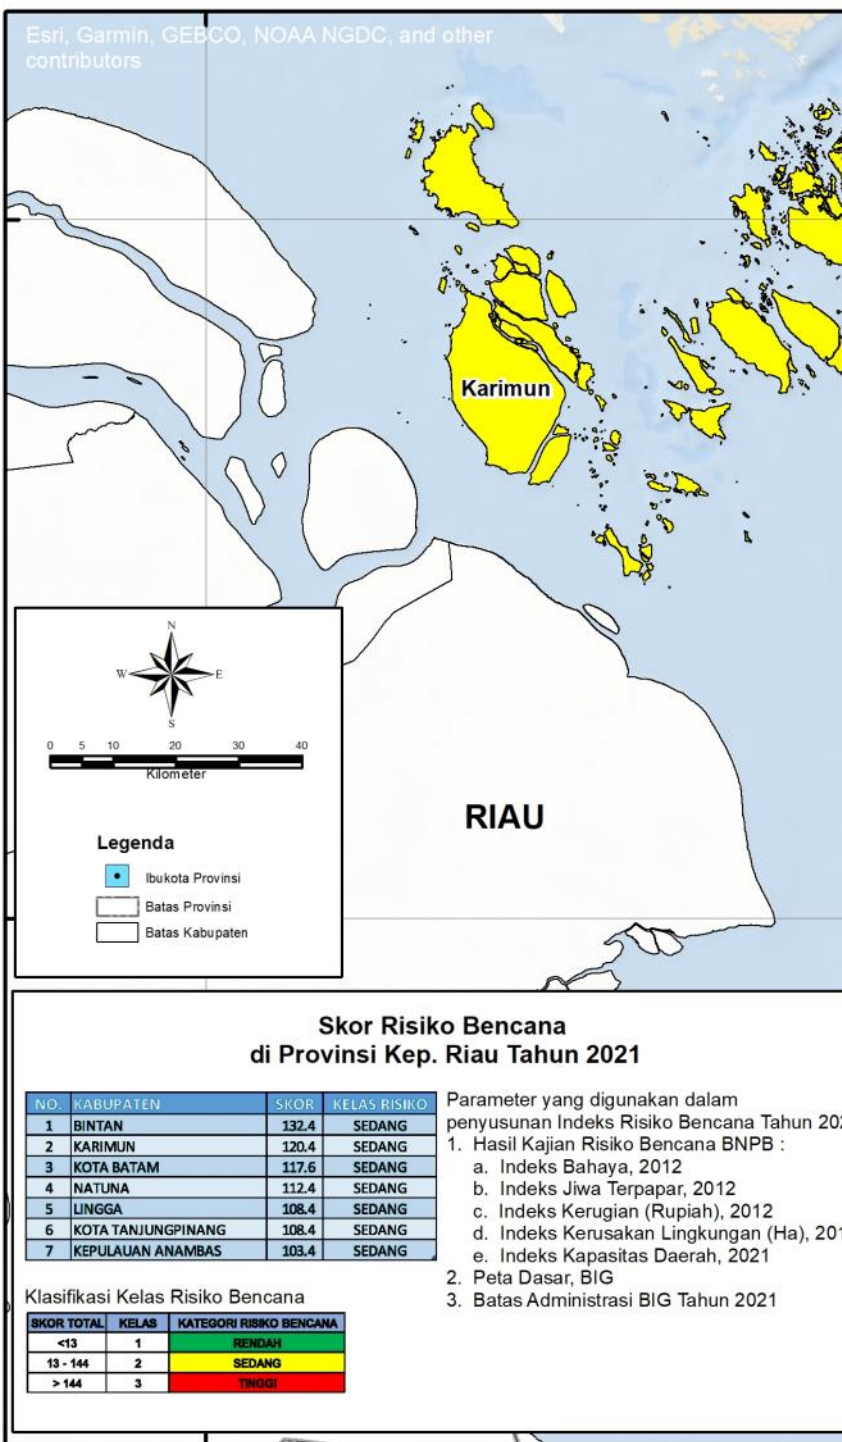 Esri, Garmin, GEBCO, NOAA NGDC, and other
contributors
Karimun
N
W E
S
0 5 10 20 30 40
Kilometer
RIAU
Legenda
Ibukota Provinsi
Batas Provinsi
Batas Kabupaten
Skor Risiko Bencana
di Provinsi Kep. Riau Tahun 2021
NO. KABUPATEN SKOR KELAS RISIKO
1 BINTAN 132.4 SEDANG
2 KARIMUN 120.4 SEDANG
3 KOTA BATAM 117.6 SEDANG
4 NATUNA 112.4 SEDANG
5 LINGGA 108.4 SEDANG
6 KOTA TANJUNGPINANG 108.4 SEDANG
7 KEPULAUAN ANAMBAS 103.4 SEDANG
Klasifikasi Kelas Risiko Bencana
SKOR TOTAL KELAS KATEGORI RISIKO BENCANA
<13 1 RENDAH
13 - 144 2 SEDANG
> 144 3 TINGGI
Parameter yang digunakan dalam
penyusunan Indeks Risiko Bencana Tahun 202
1. Hasil Kajian Risiko Bencana BNPB :
a. Indeks Bahaya, 2012
b. Indeks Jiwa Terpapar, 2012
c. Indeks Kerugian (Rupiah), 2012
d. Indeks Kerusakan Lingkungan (Ha), 201
e. Indeks Kapasitas Daerah, 2021
2. Peta Dasar, BIG
3. Batas Administrasi BIG Tahun 2021